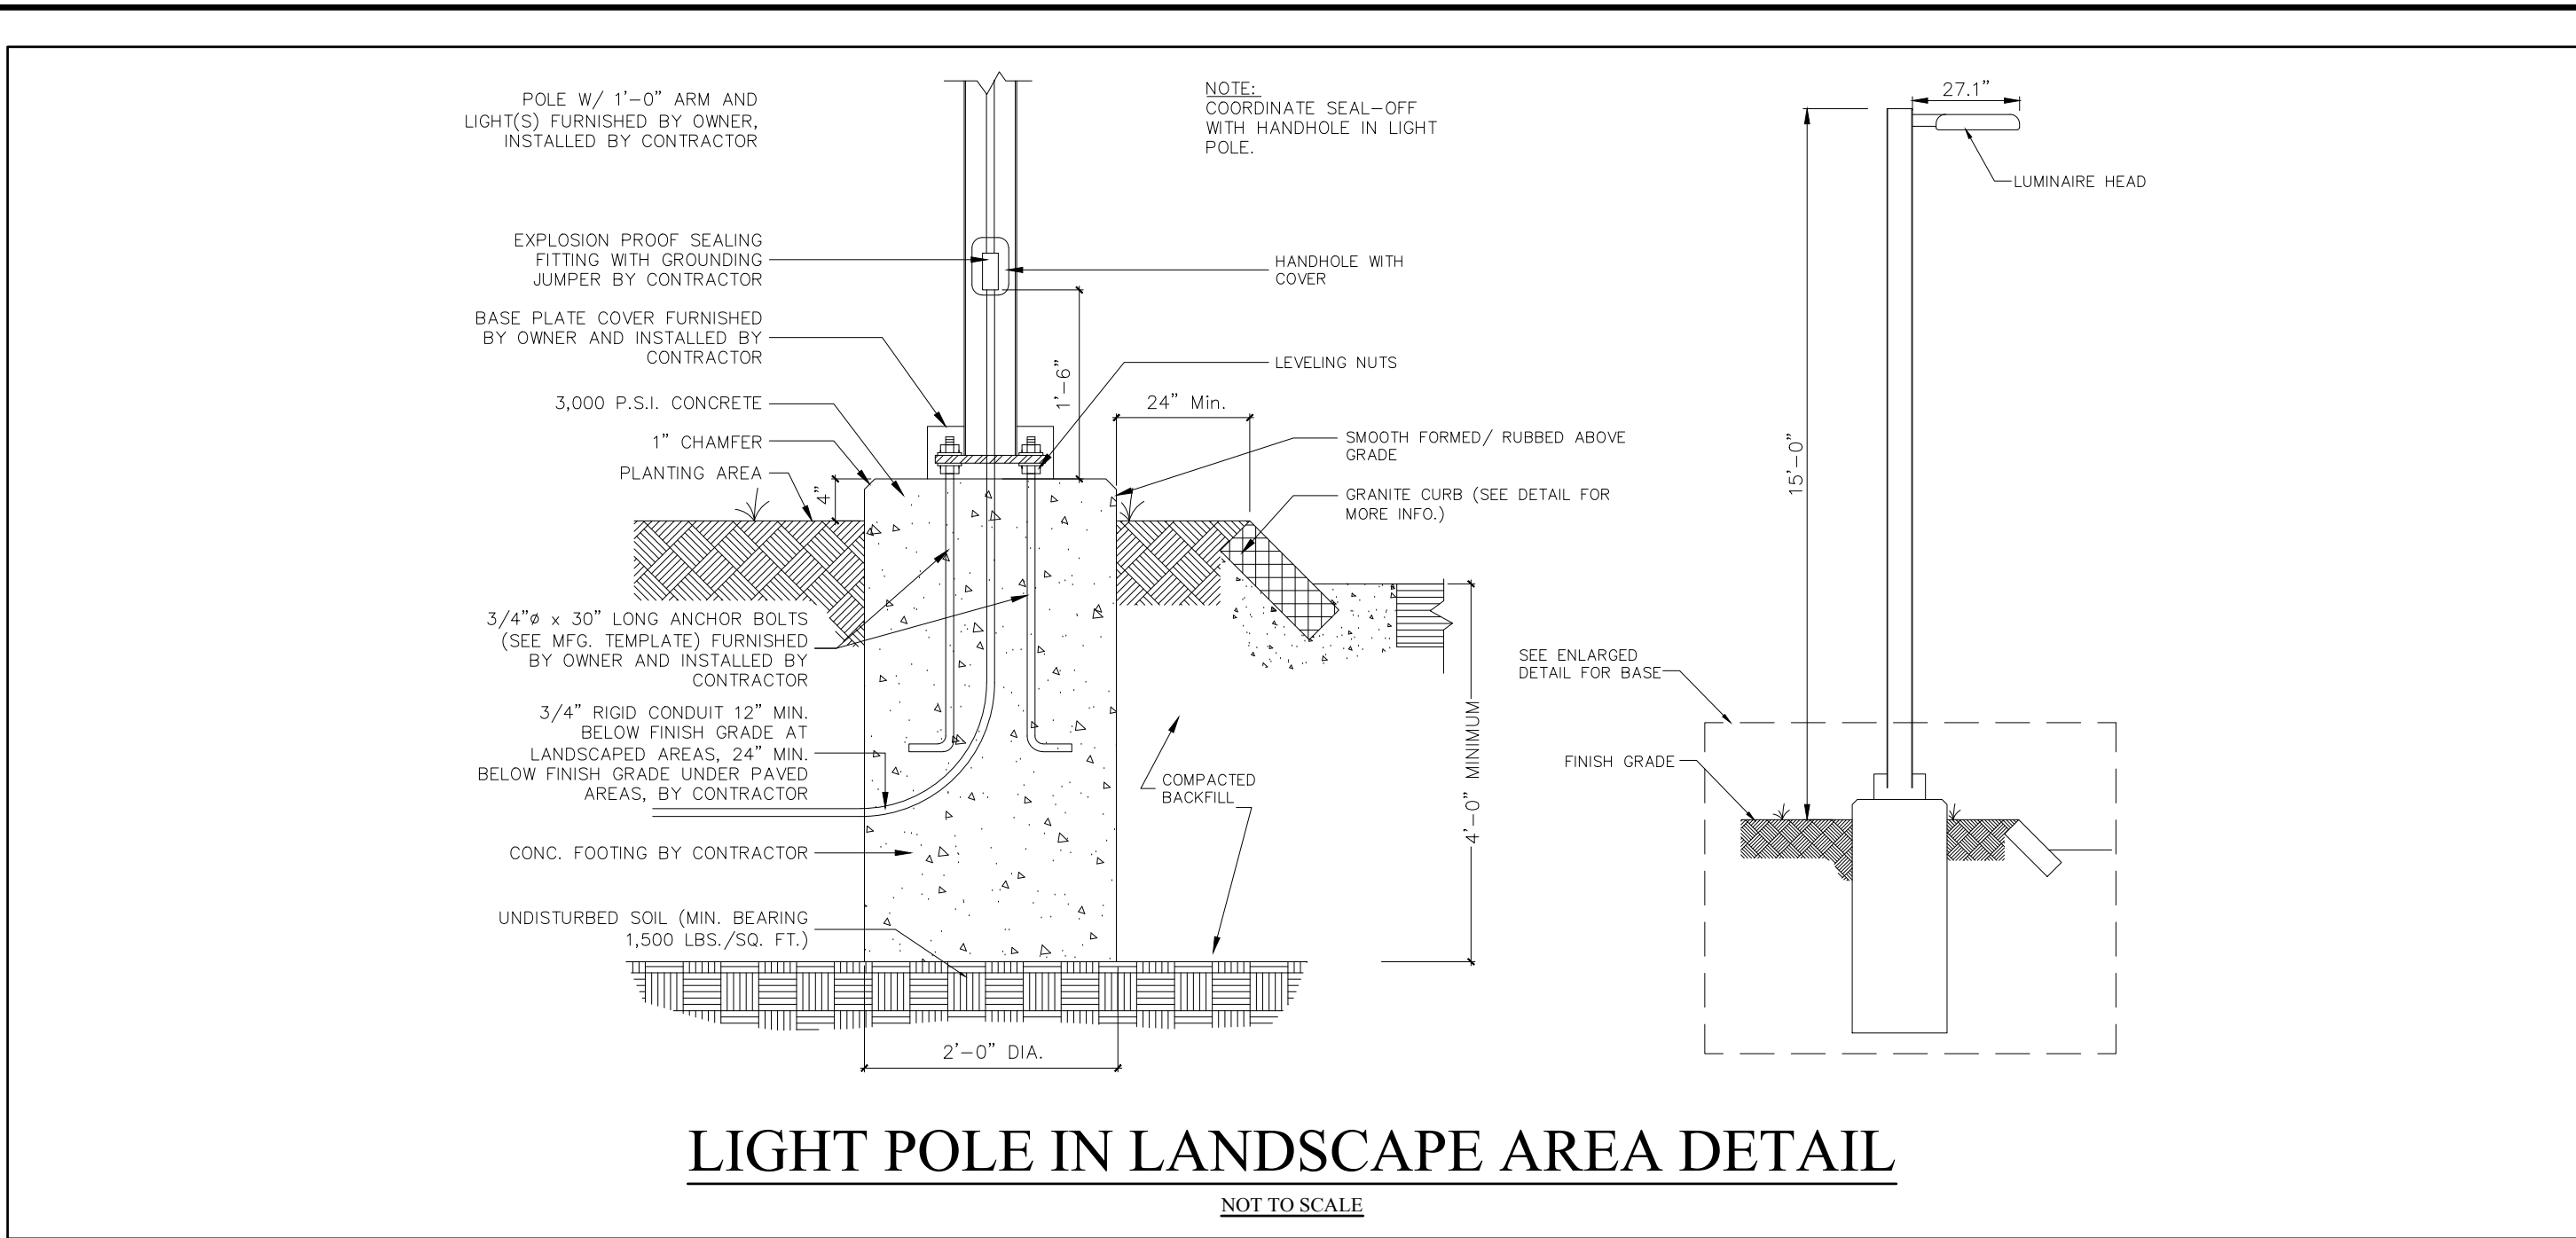 POLE W/ 1'-0" ARM AND
LIGHT(S) FURNISHED BY OWNER,
INSTALLED BY CONTRACTOR
EXPLOSION PROOF SEALING
FITTING WITH GROUNDING
JUMPER BY CONTRACTOR
BASE PLATE COVER FURNISHED
BY OWNER AND INSTALLED BY
CONTRACTOR
3,000 P.S.I. CONCRETE
1" CHAMFER
PLANTING AREA
4"
3/4"ø x 30" LONG ANCHOR BOLTS
(SEE MFG. TEMPLATE) FURNISHED
BY OWNER AND INSTALLED BY
CONTRACTOR
3/4" RIGID CONDUIT 12" MIN.
BELOW FINISH GRADE AT
LANDSCAPED AREAS, 24" MIN.
BELOW FINISH GRADE UNDER PAVED
AREAS, BY CONTRACTOR
CONC. FOOTING BY CONTRACTOR
UNDISTURBED SOIL (MIN. BEARING
1,500 LBS./SQ. FT.)
2'-0" DIA.
NOTE:
COORDINATE SEAL-OFF
WITH HANDHOLE IN LIGHT
POLE.
HANDHOLE WITH
COVER
1'-6"
LEVELING NUTS
24" Min.
SMOOTH FORMED/ RUBBED ABOVE
GRADE
GRANITE CURB (SEE DETAIL FOR
MORE INFO.)
COMPACTED
BACKFILL
4'-0" MINIMUM
27.1"
LUMINAIRE HEAD
15'-0"
SEE ENLARGED
DETAIL FOR BASE
FINISH GRADE
LIGHT POLE IN LANDSCAPE AREA DETAIL
NOT TO SCALE